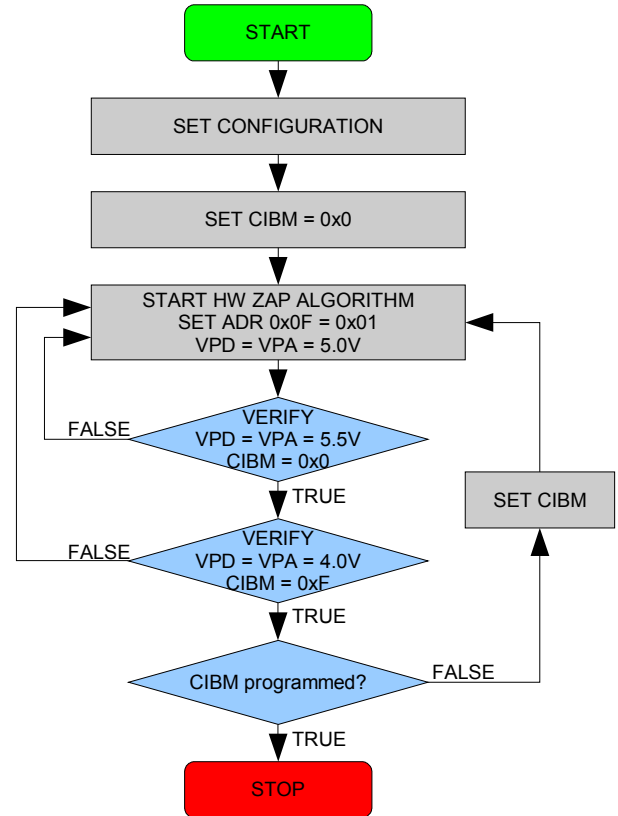 START
SET CONFIGURATION
SET CIBM = 0x0
START HW ZAP ALGORITHM
SET ADR 0x0F = 0x01
VPD = VPA = 5.0V
FALSE
VERIFY
VPD = VPA = 5.5V
CIBM = 0x0
TRUE
SET CIBM
FALSE
VERIFY
VPD = VPA = 4.0V
CIBM = 0xF
TRUE
CIBM programmed?
FALSE
TRUE
STOP